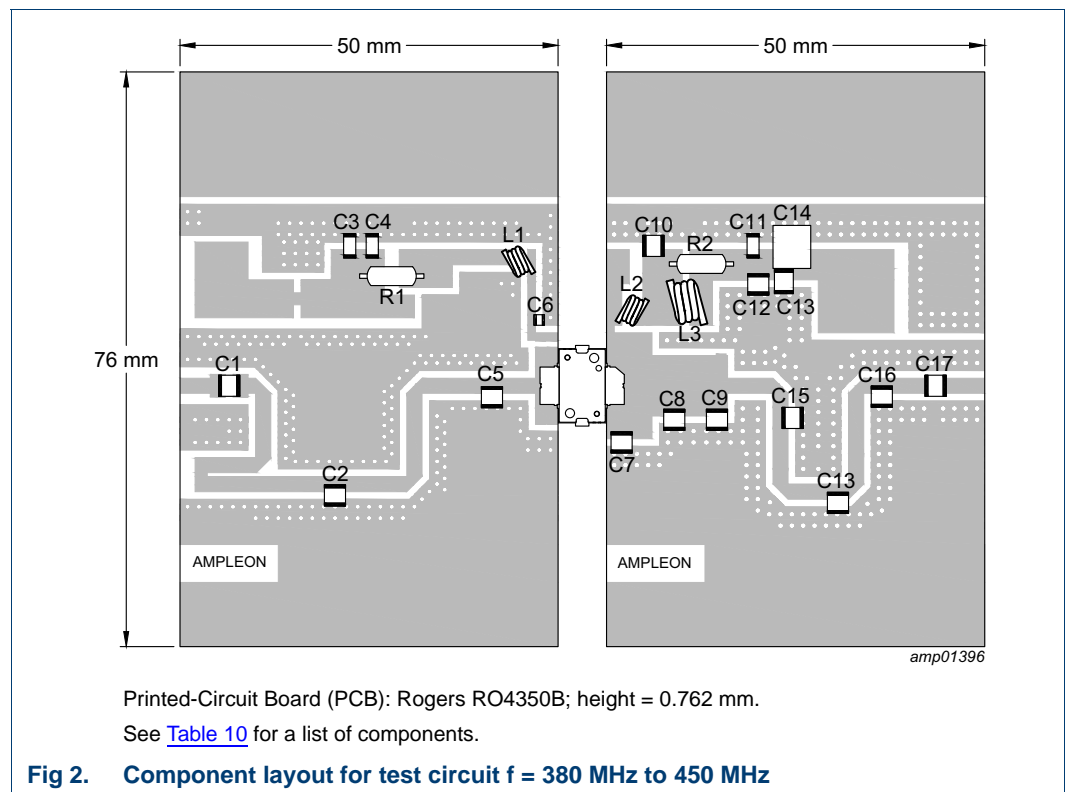 50 mm
50 mm
76 mm
C3 C4
L1
R1
C6
C1
C5
C2
AMPLEON
C10
C11
C14
R2
L2
L3
C12
C13
C8
C9
C7
C15
C16
C17
C13
AMPLEON
amp01396
Printed-Circuit Board (PCB): Rogers RO4350B; height = 0.762 mm.
See Table 10 for a list of components.
Fig 2. Component layout for test circuit f = 380 MHz to 450 MHz